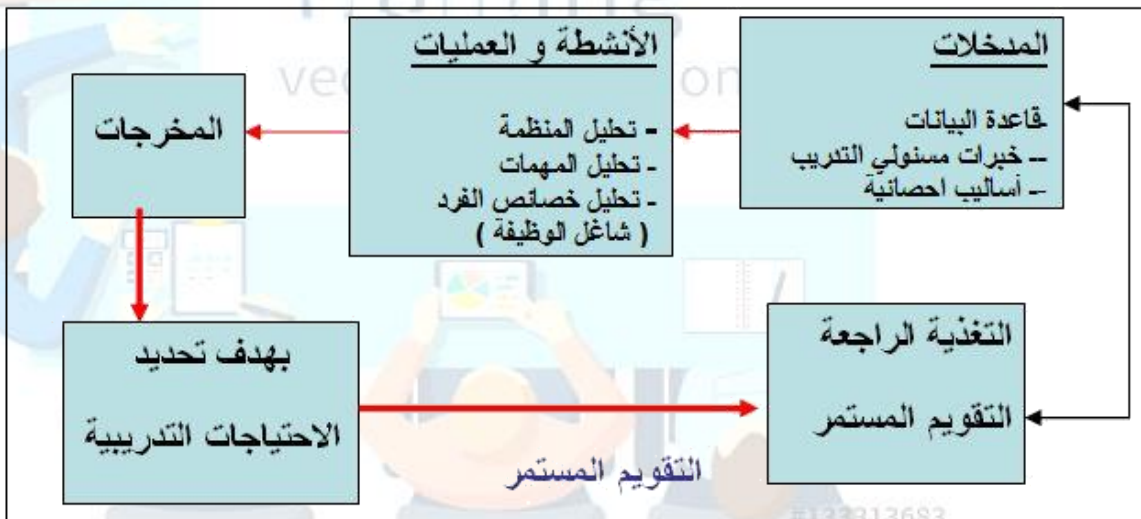 المدخلات
-قاعدة البيانات
-- خبرات مسئولي التدريب
-- أساليب احصائية
الأنشطة و العمليات
- تحليل المنظمة
- تحليل المهمات
- تحليل خصائص الفرد
( شاغل الوظيفة )
المخرجات
بهدف تحديد
الاحتياجات التدريبية
التقويم المستمر
التغذية الراجعة
التقويم المستمر
#133313683